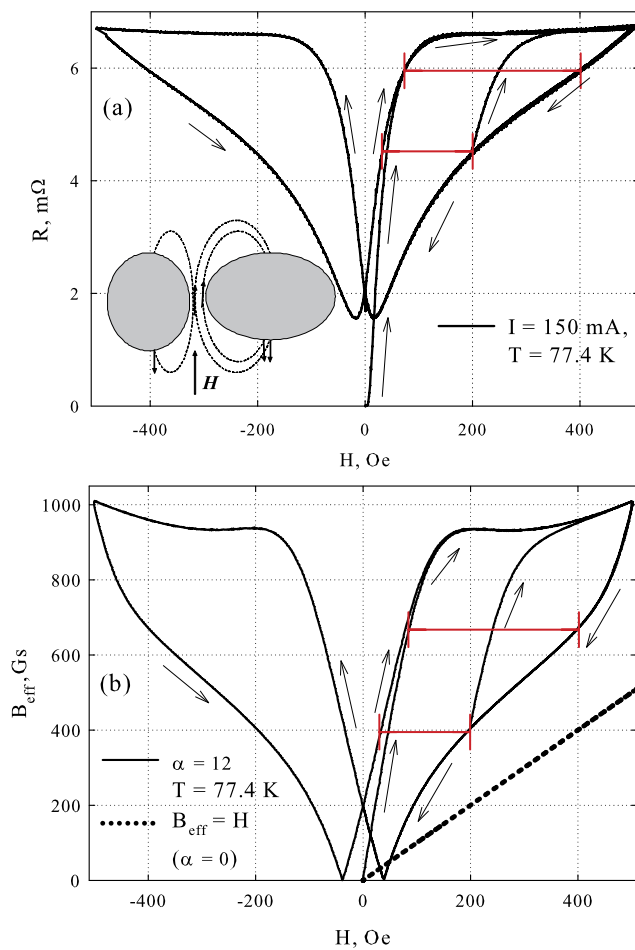 6
(a)
4
R, mΩ
2
I = 150 mA,
T = 77.4 K
H
0
-400 -200 0 200 400
H, Oe
1000
800
600
(b)
B_eff, Gs
400
α = 12
T = 77.4 K
200
B_eff = H
(α = 0)
0
-400 -200 0 200 400
H, Oe